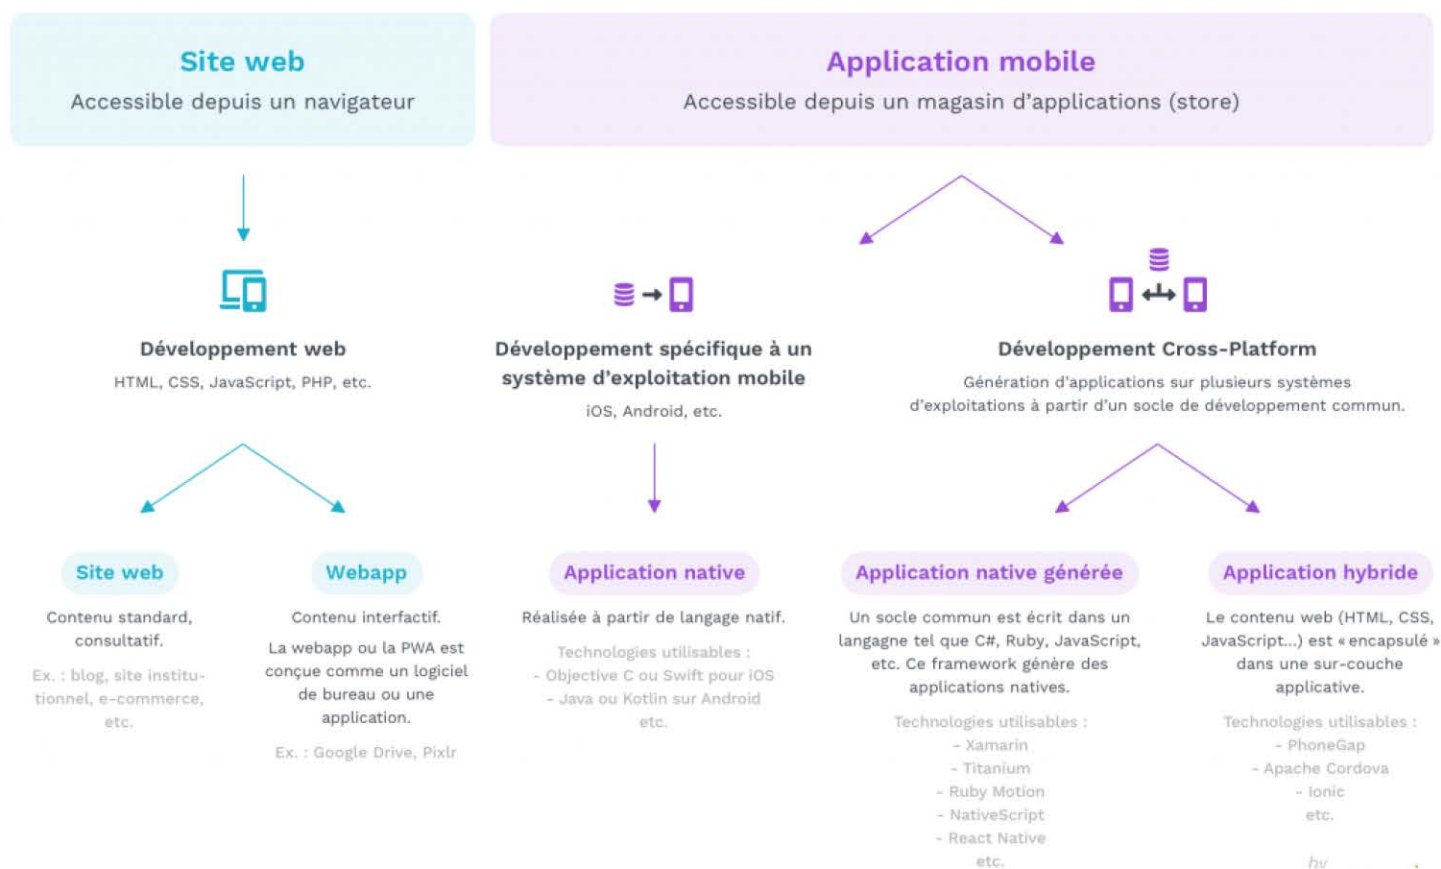 Site web
Accessible depuis un navigateur
Application mobile
Accessible depuis un magasin d'applications (store)
Développement web
HTML, CSS, JavaScript, PHP, etc.
Développement spécifique à un
système d'exploitation mobile
iOS, Android, etc.
Développement Cross-Platform
Génération d'applications sur plusieurs systèmes
d'exploitations à partir d'un socle de développement commun.
Site web
Contenu standard,
consultatif.
Ex. : blog, site institu-
tionnel, e-commerce,
etc.
Webapp
Contenu interfactif.
La webapp ou la PWA est
conçue comme un logiciel
de bureau ou une
application.
Ex. : Google Drive, Pixlr
Application native
Réalisée à partir de langage natif.
Technologies utilisables :
- Objective C ou Swift pour iOS
- Java ou Kotlin sur Android
etc.
Application native générée
Un socle commun est écrit dans un
langagne tel que C#, Ruby, JavaScript,
etc. Ce framework génère des
applications natives.
Technologies utilisables :
- Xamarin
- Titanium
- Ruby Motion
- NativeScript
- React Native
etc.
Application hybride
Le contenu web (HTML, CSS,
JavaScript...) est « encapsulé »
dans une sur-couche
applicative.
Technologies utilisables :
- PhoneGap
- Apache Cordova
- Ionic
etc.